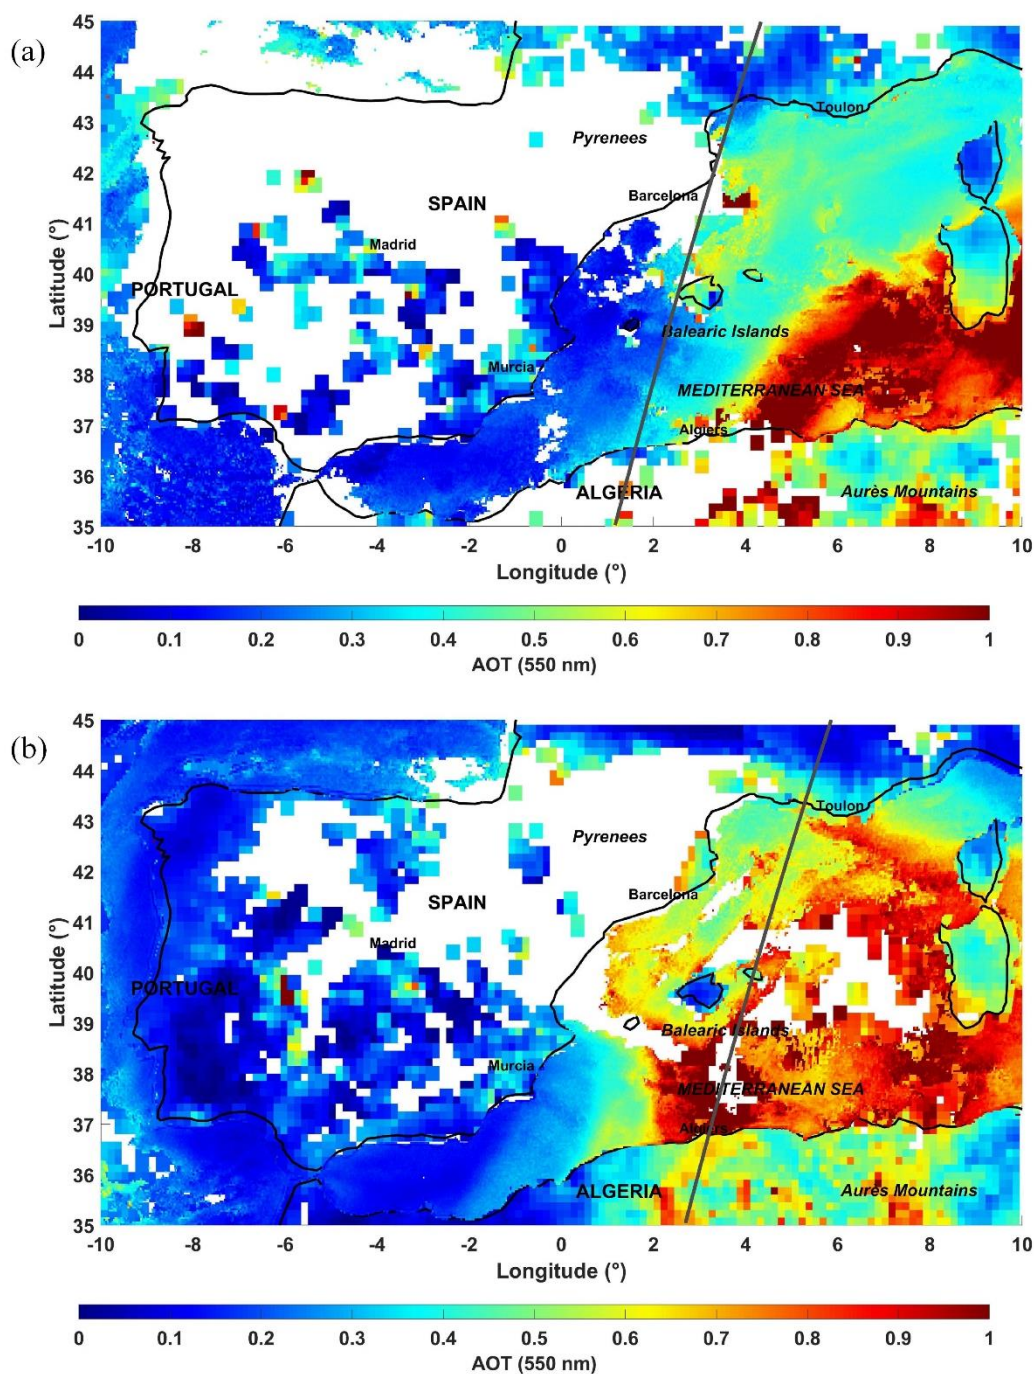 (a)
45
44
43
42
41
40
39
38
37
36
35
Latitude (°)
Toulon
Pyrenees
Barcelona
SPAIN
Madrid
PORTUGAL
Balearic Islands
Murcia
MEDITERRANEAN SEA
Algiers
ALGERIA
Aurès Mountains
-10 -8 -6 -4 -2 0 2 4 6 8 10
Longitude (°)
0 0.1 0.2 0.3 0.4 0.5 0.6 0.7 0.8 0.9 1
AOT (550 nm)
(b)
45
44
43
42
41
40
39
38
37
36
35
Latitude (°)
Toulon
Pyrenees
Barcelona
SPAIN
Madrid
PORTUGAL
Balearic Islands
Murcia
MEDITERRANEAN SEA
Algiers
ALGERIA
Aurès Mountains
-10 -8 -6 -4 -2 0 2 4 6 8 10
Longitude (°)
0 0.1 0.2 0.3 0.4 0.5 0.6 0.7 0.8 0.9 1
AOT (550 nm)